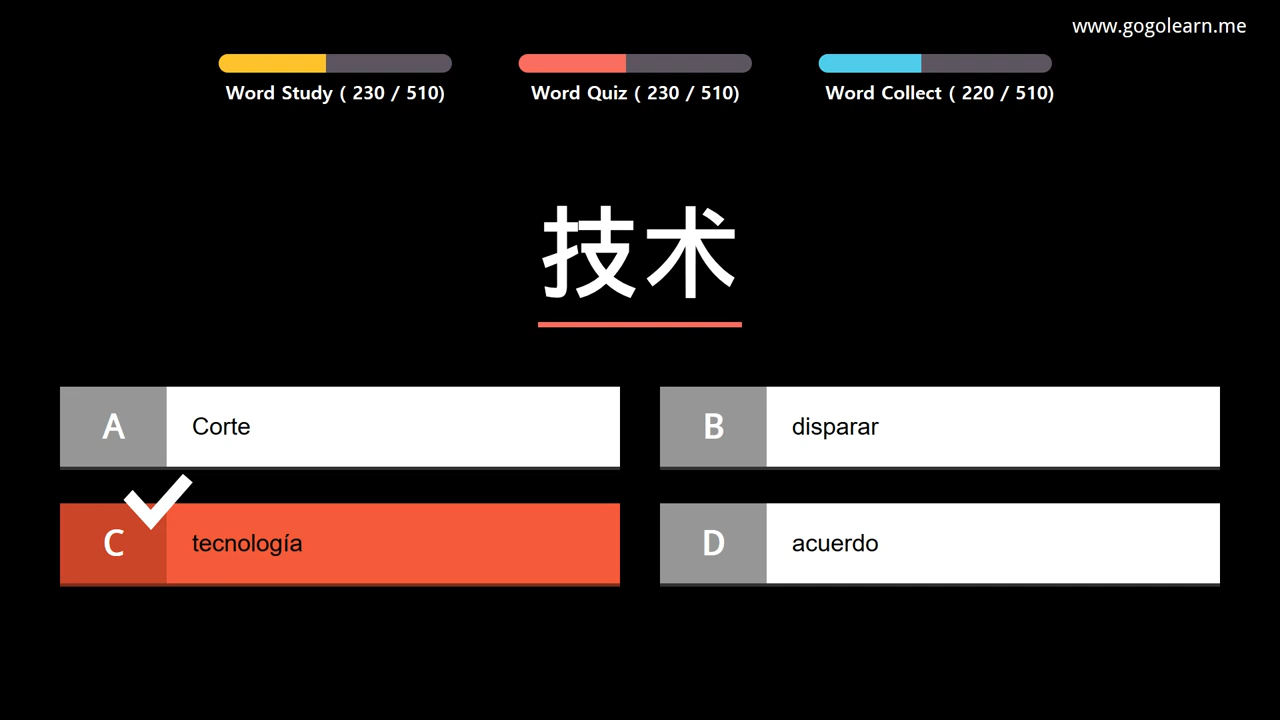 www.gogolearn.me
Word Study ( 230 / 510)
Word Quiz ( 230 / 510)
Word Collect ( 220 / 510)
技术
A
Corte
B
disparar
C
tecnología
D
acuerdo